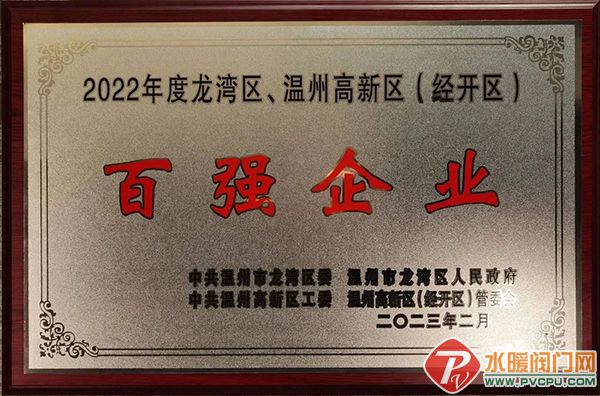 2022年度龙湾区、温州高新区（经开区）
百强企业
中共温州市龙湾区委 温州市龙湾区人民政府
中共温州高新区工委 温州高新区(经开区)管委会
二〇二三年二月
PV 水暖阀门网
WWW.PVCPU.COM